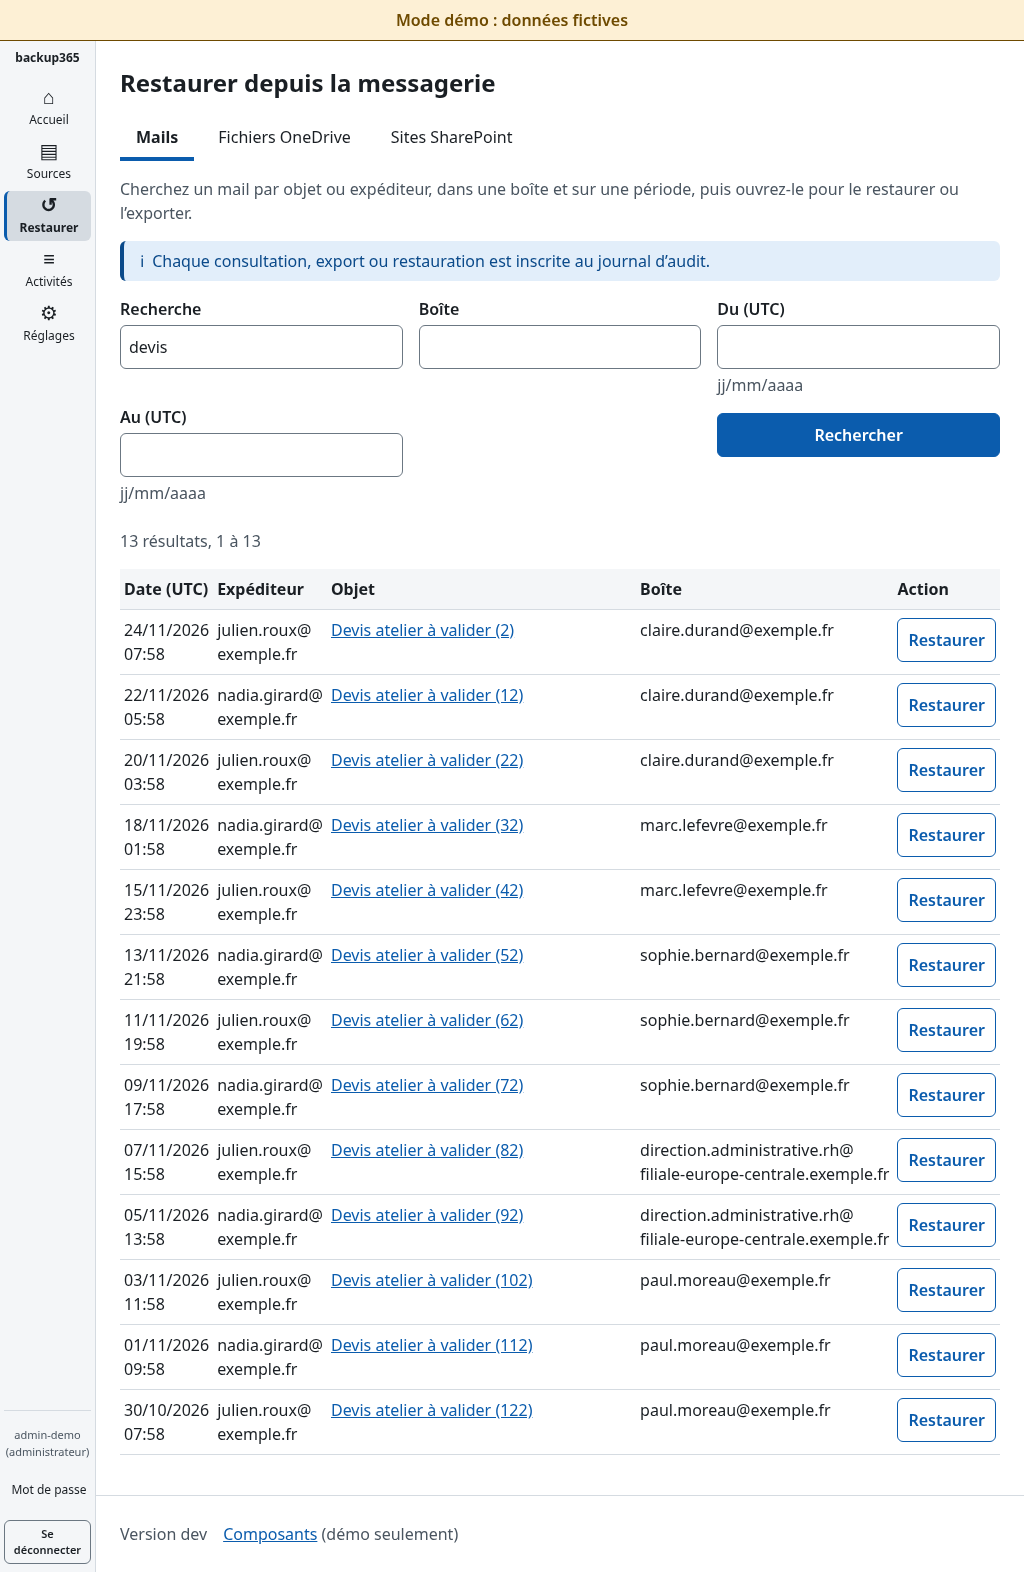 Mode démo : données fictives
backup365
Accueil
Sources
Restaurer
Activités
Réglages
admin-demo
(administrateur)
Mot de passe
Se
déconnecter
Restaurer depuis la messagerie
Mails Fichiers OneDrive Sites SharePoint
Cherchez un mail par objet ou expéditeur, dans une boîte et sur une période, puis ouvrez-le pour le restaurer ou
l’exporter.
i Chaque consultation, export ou restauration est inscrite au journal d’audit.
Recherche Boîte Du (UTC)
devis
jj/mm/aaaa
Au (UTC)
Rechercher
jj/mm/aaaa
13 résultats, 1 à 13
Date (UTC) Expéditeur Objet Boîte Action
24/11/2026 julien.roux@ Devis atelier à valider (2) claire.durand@exemple.fr Restaurer
07:58 exemple.fr
22/11/2026 nadia.girard@ Devis atelier à valider (12) claire.durand@exemple.fr Restaurer
05:58 exemple.fr
20/11/2026 julien.roux@ Devis atelier à valider (22) claire.durand@exemple.fr Restaurer
03:58 exemple.fr
18/11/2026 nadia.girard@ Devis atelier à valider (32) marc.lefevre@exemple.fr Restaurer
01:58 exemple.fr
15/11/2026 julien.roux@ Devis atelier à valider (42) marc.lefevre@exemple.fr Restaurer
23:58 exemple.fr
13/11/2026 nadia.girard@ Devis atelier à valider (52) sophie.bernard@exemple.fr Restaurer
21:58 exemple.fr
11/11/2026 julien.roux@ Devis atelier à valider (62) sophie.bernard@exemple.fr Restaurer
19:58 exemple.fr
09/11/2026 nadia.girard@ Devis atelier à valider (72) sophie.bernard@exemple.fr Restaurer
17:58 exemple.fr
07/11/2026 julien.roux@ Devis atelier à valider (82) direction.administrative.rh@ Restaurer
15:58 exemple.fr filiale-europe-centrale.exemple.fr
05/11/2026 nadia.girard@ Devis atelier à valider (92) direction.administrative.rh@ Restaurer
13:58 exemple.fr filiale-europe-centrale.exemple.fr
03/11/2026 julien.roux@ Devis atelier à valider (102) paul.moreau@exemple.fr Restaurer
11:58 exemple.fr
01/11/2026 nadia.girard@ Devis atelier à valider (112) paul.moreau@exemple.fr Restaurer
09:58 exemple.fr
30/10/2026 julien.roux@ Devis atelier à valider (122) paul.moreau@exemple.fr Restaurer
07:58 exemple.fr
Version dev Composants (démo seulement)